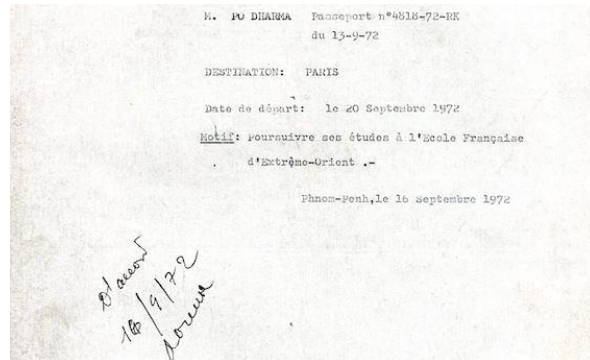 M. PO DHARMA Passeport n°4818-72-RK
du 13-9-72
DESTINATION: PARIS
Date de départ: le 20 Septembre 1972
Motif: Poursuivre ses études à l'Ecole Française
d'Extrême-Orient .-
Phnom-Penh,le 16 Septembre 1972
D'accord
16/9/72